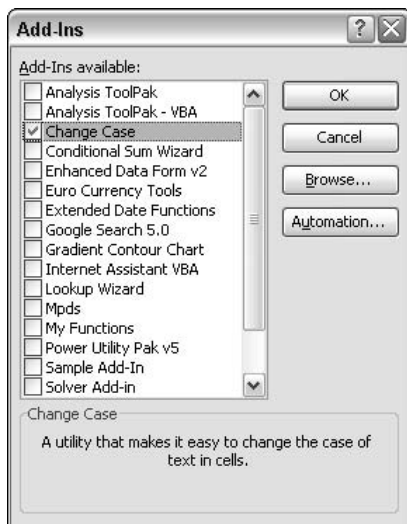 Add-Ins
Add-Ins available:
Analysis ToolPak
Analysis ToolPak - VBA
Change Case
Conditional Sum Wizard
Enhanced Data Form v2
Euro Currency Tools
Extended Date Functions
Google Search 5.0
Gradient Contour Chart
Internet Assistant VBA
Lookup Wizard
Mpds
My Functions
Power Utility Pak v5
Sample Add-In
Solver Add-in
OK
Cancel
Browse...
Automation...
Change Case
A utility that makes it easy to change the case of
text in cells.